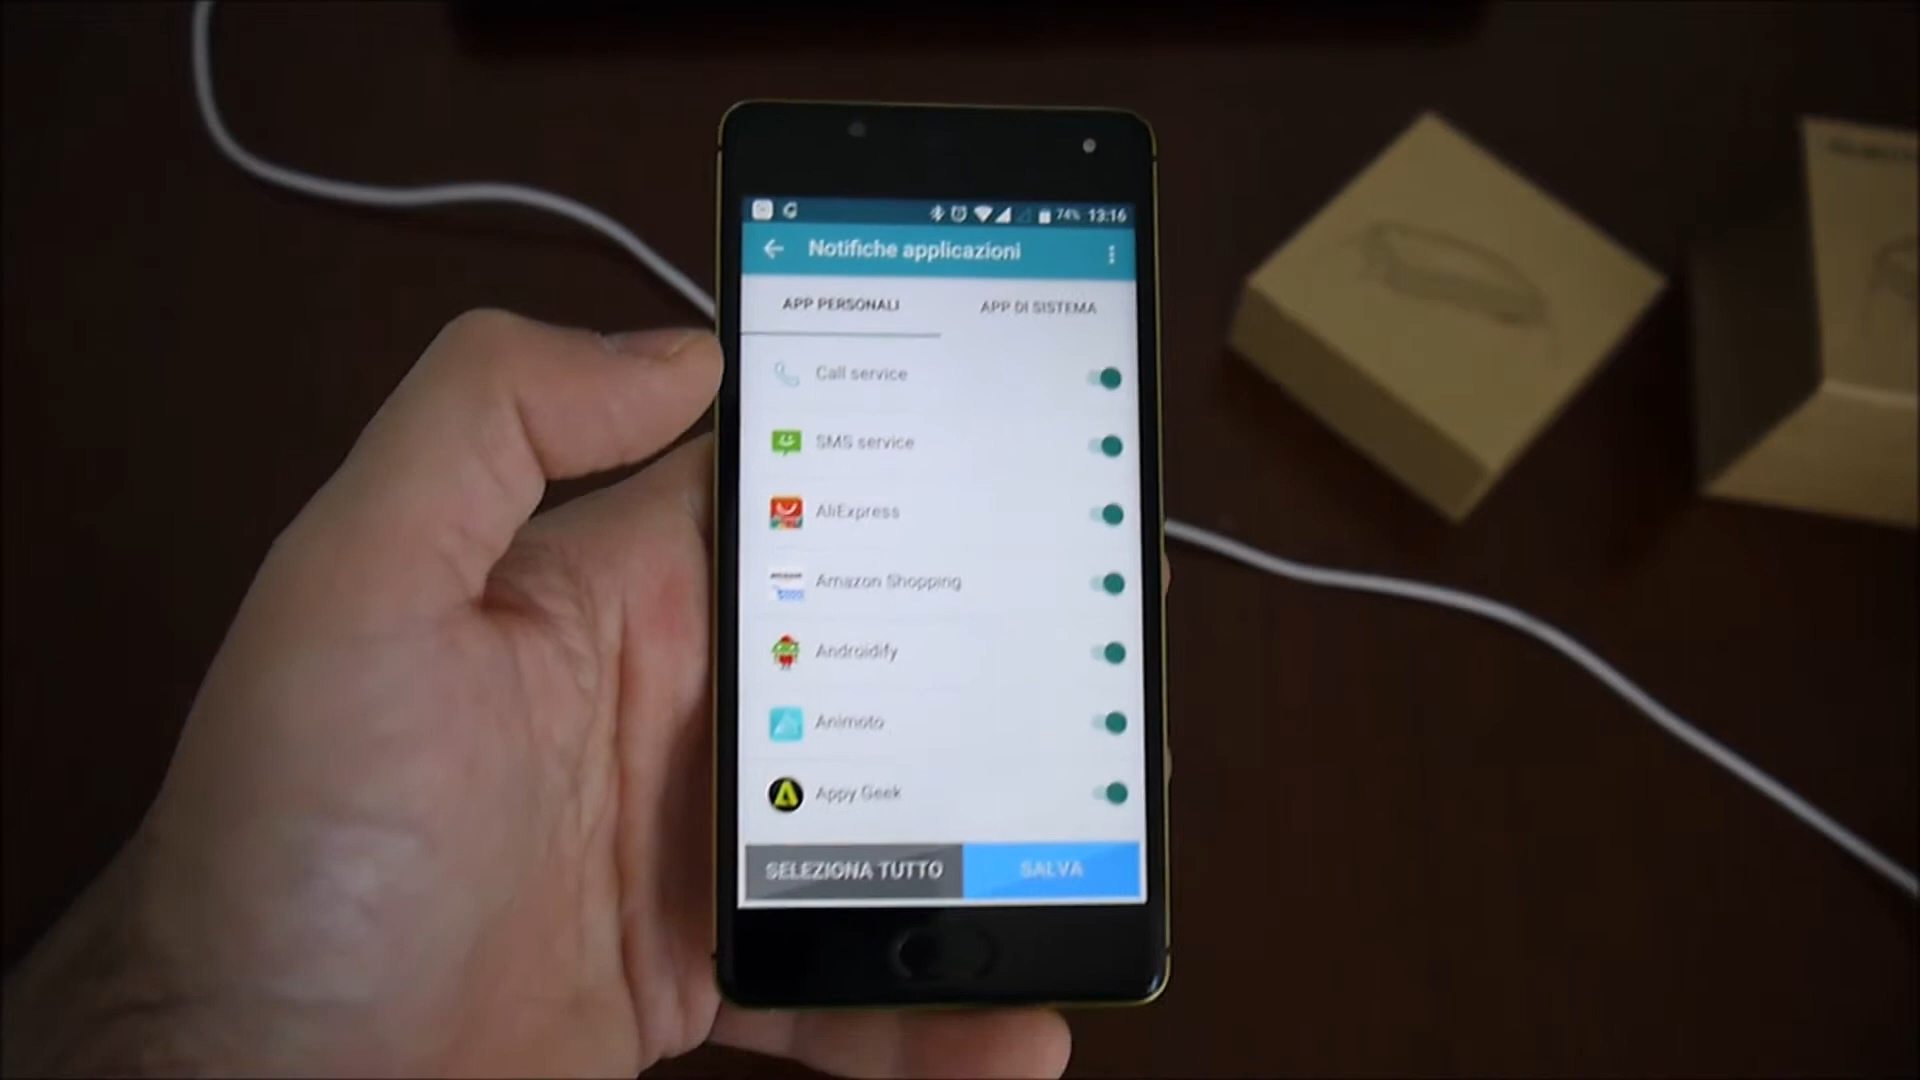 74% 13:16
Notifiche applicazioni
APP PERSONALI
APP DI SISTEMA
Call service
SMS service
AliExpress
Amazon Shopping
Androidify
Animoto
Appy Geek
SELEZIONA TUTTO
SALVA